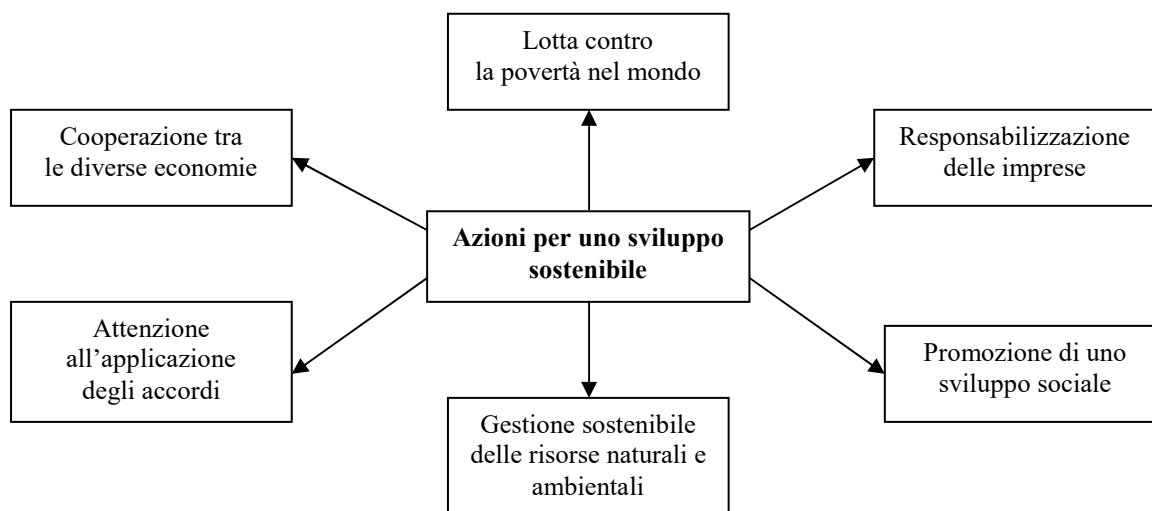 Lotta contro
la povertà nel mondo
Cooperazione tra
le diverse economie
Responsabilizzazione
delle imprese
Azioni per uno sviluppo
sostenibile
Attenzione
all’applicazione
degli accordi
Promozione di uno
sviluppo sociale
Gestione sostenibile
delle risorse naturali e
ambientali